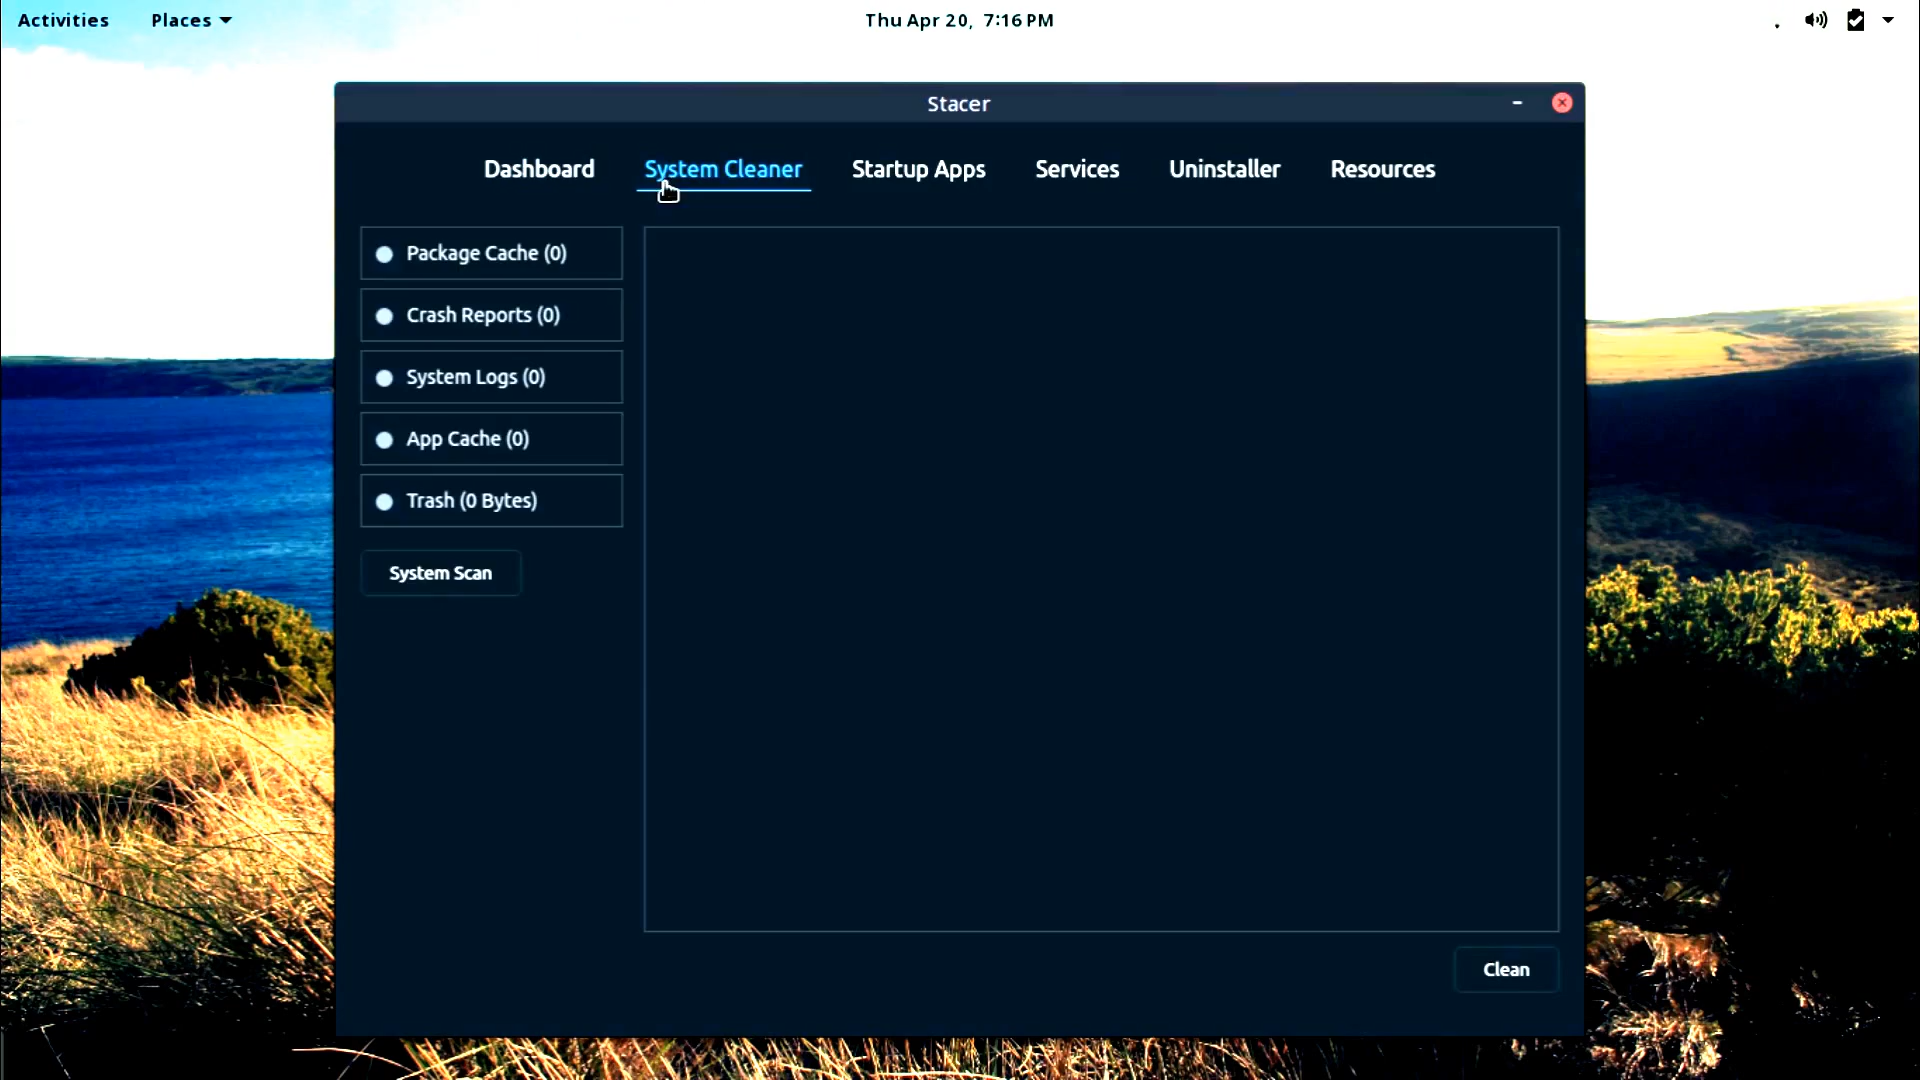 Activities Places Thu Apr 20, 7:16 PM
Stacer
Dashboard System Cleaner Startup Apps Services Uninstaller Resources
Package Cache (0)
Crash Reports (0)
System Logs (0)
App Cache (0)
Trash (0 Bytes)
System Scan
Clean